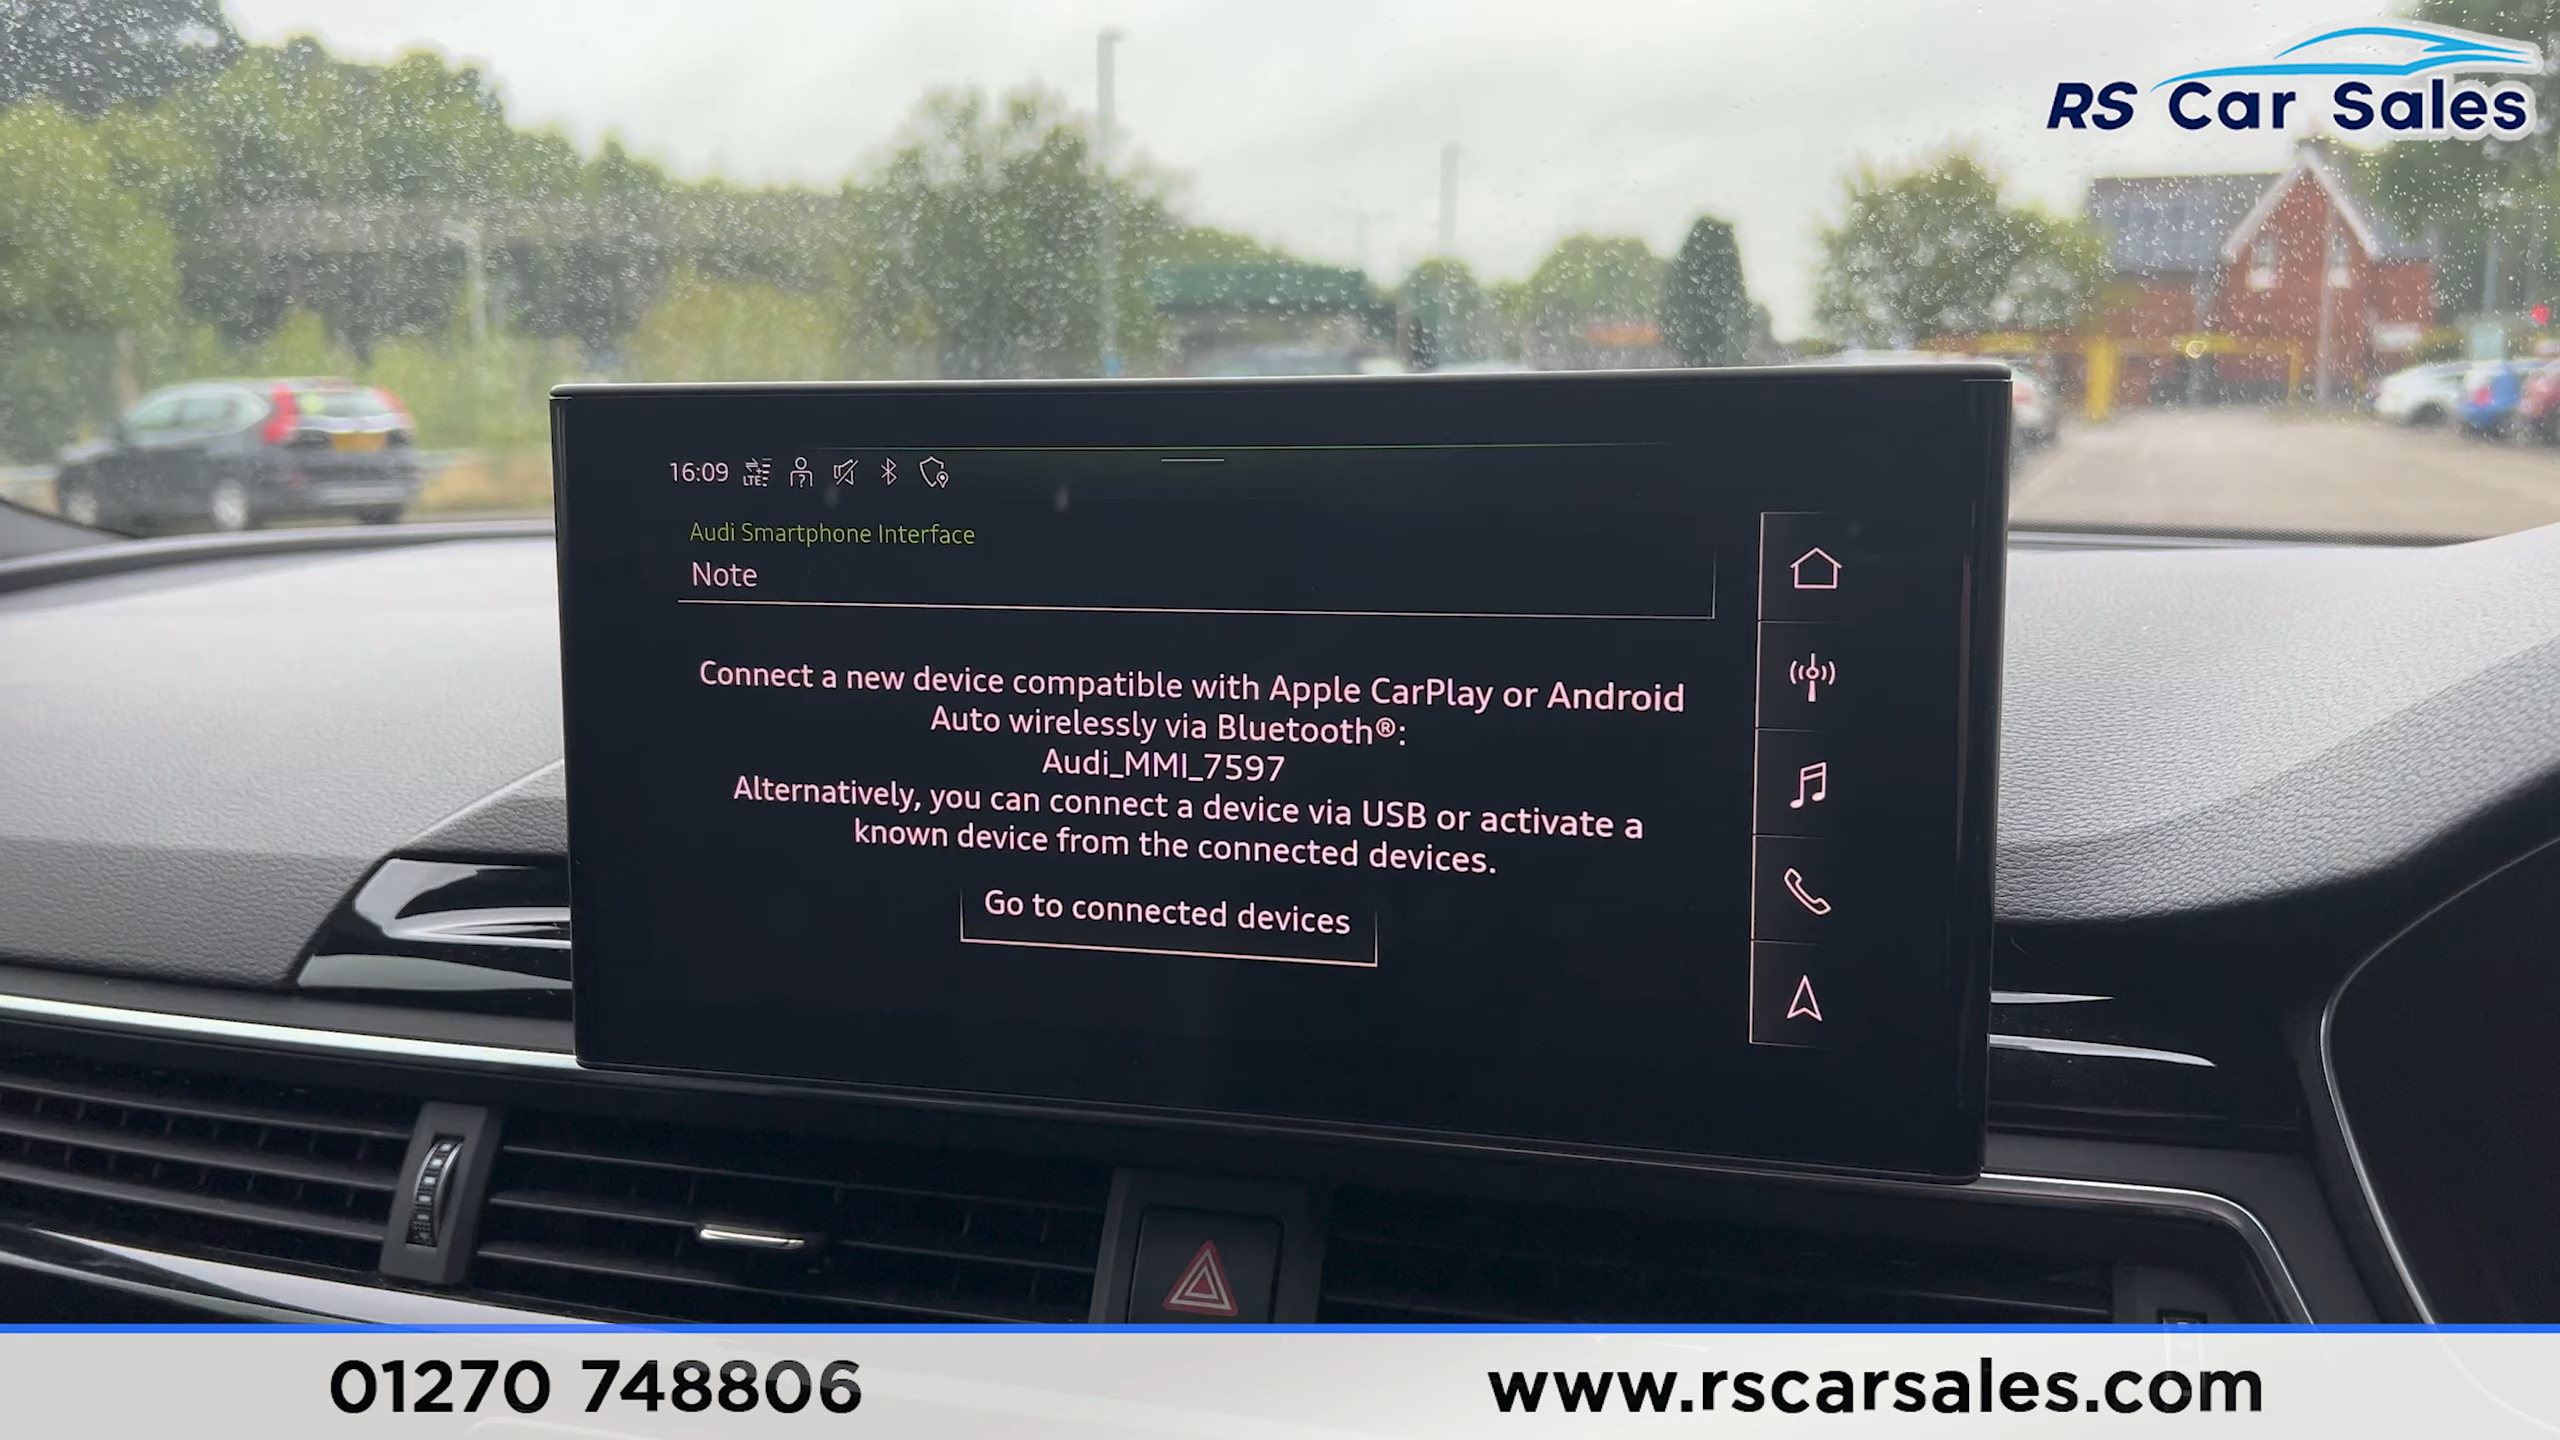 RS Car Sales
16:09
LTE
Audi Smartphone Interface
Note
Connect a new device compatible with Apple CarPlay or Android
Auto wirelessly via Bluetooth®:
Audi_MMI_7597
Alternatively, you can connect a device via USB or activate a
known device from the connected devices.
Go to connected devices
01270 748806
www.rscarsales.com